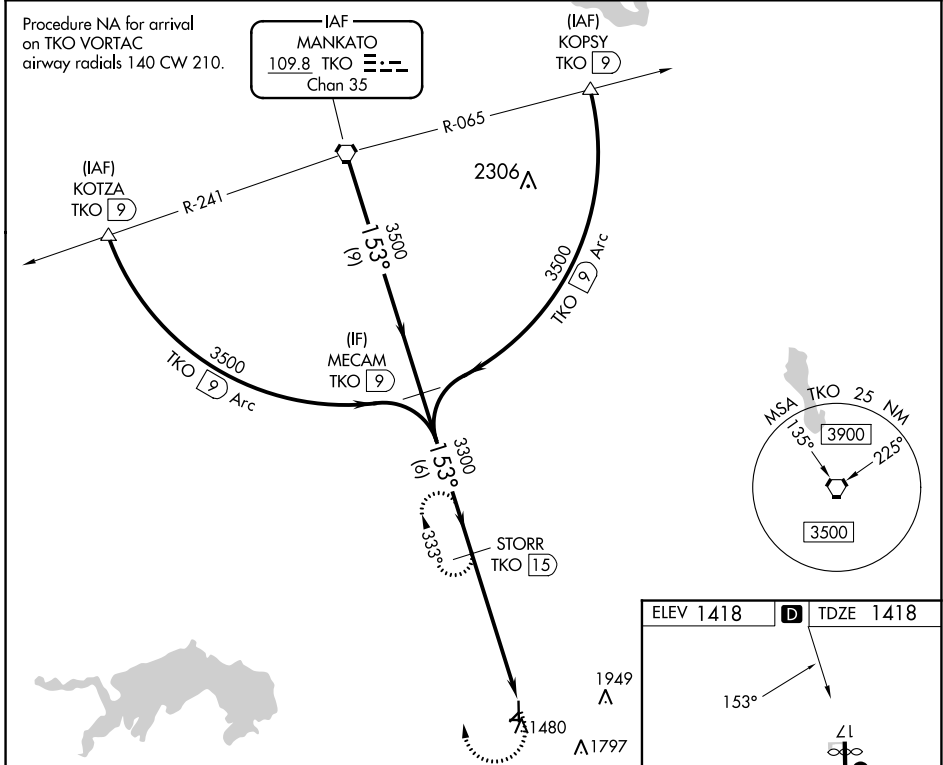 Procedure NA for arrival
on TKO VORTAC
airway radials 140 CW 210.
IAF
MANKATO
109.8 TKO
Chan 35
(IAF)
KOPSY
TKO 9
R-065
2306
(IAF)
KOTZA
TKO 9
R-241
3500
153°
(9)
3500
TKO 9 Arc
(IF)
MECAM
TKO 9
3500
TKO 9 Arc
3300
153°
(6)
333°
STORR
TKO 15
MSA TKO 25 NM
135°
3900
225°
3500
1949
1480
1797
ELEV 1418 D TDZE 1418
153°
17